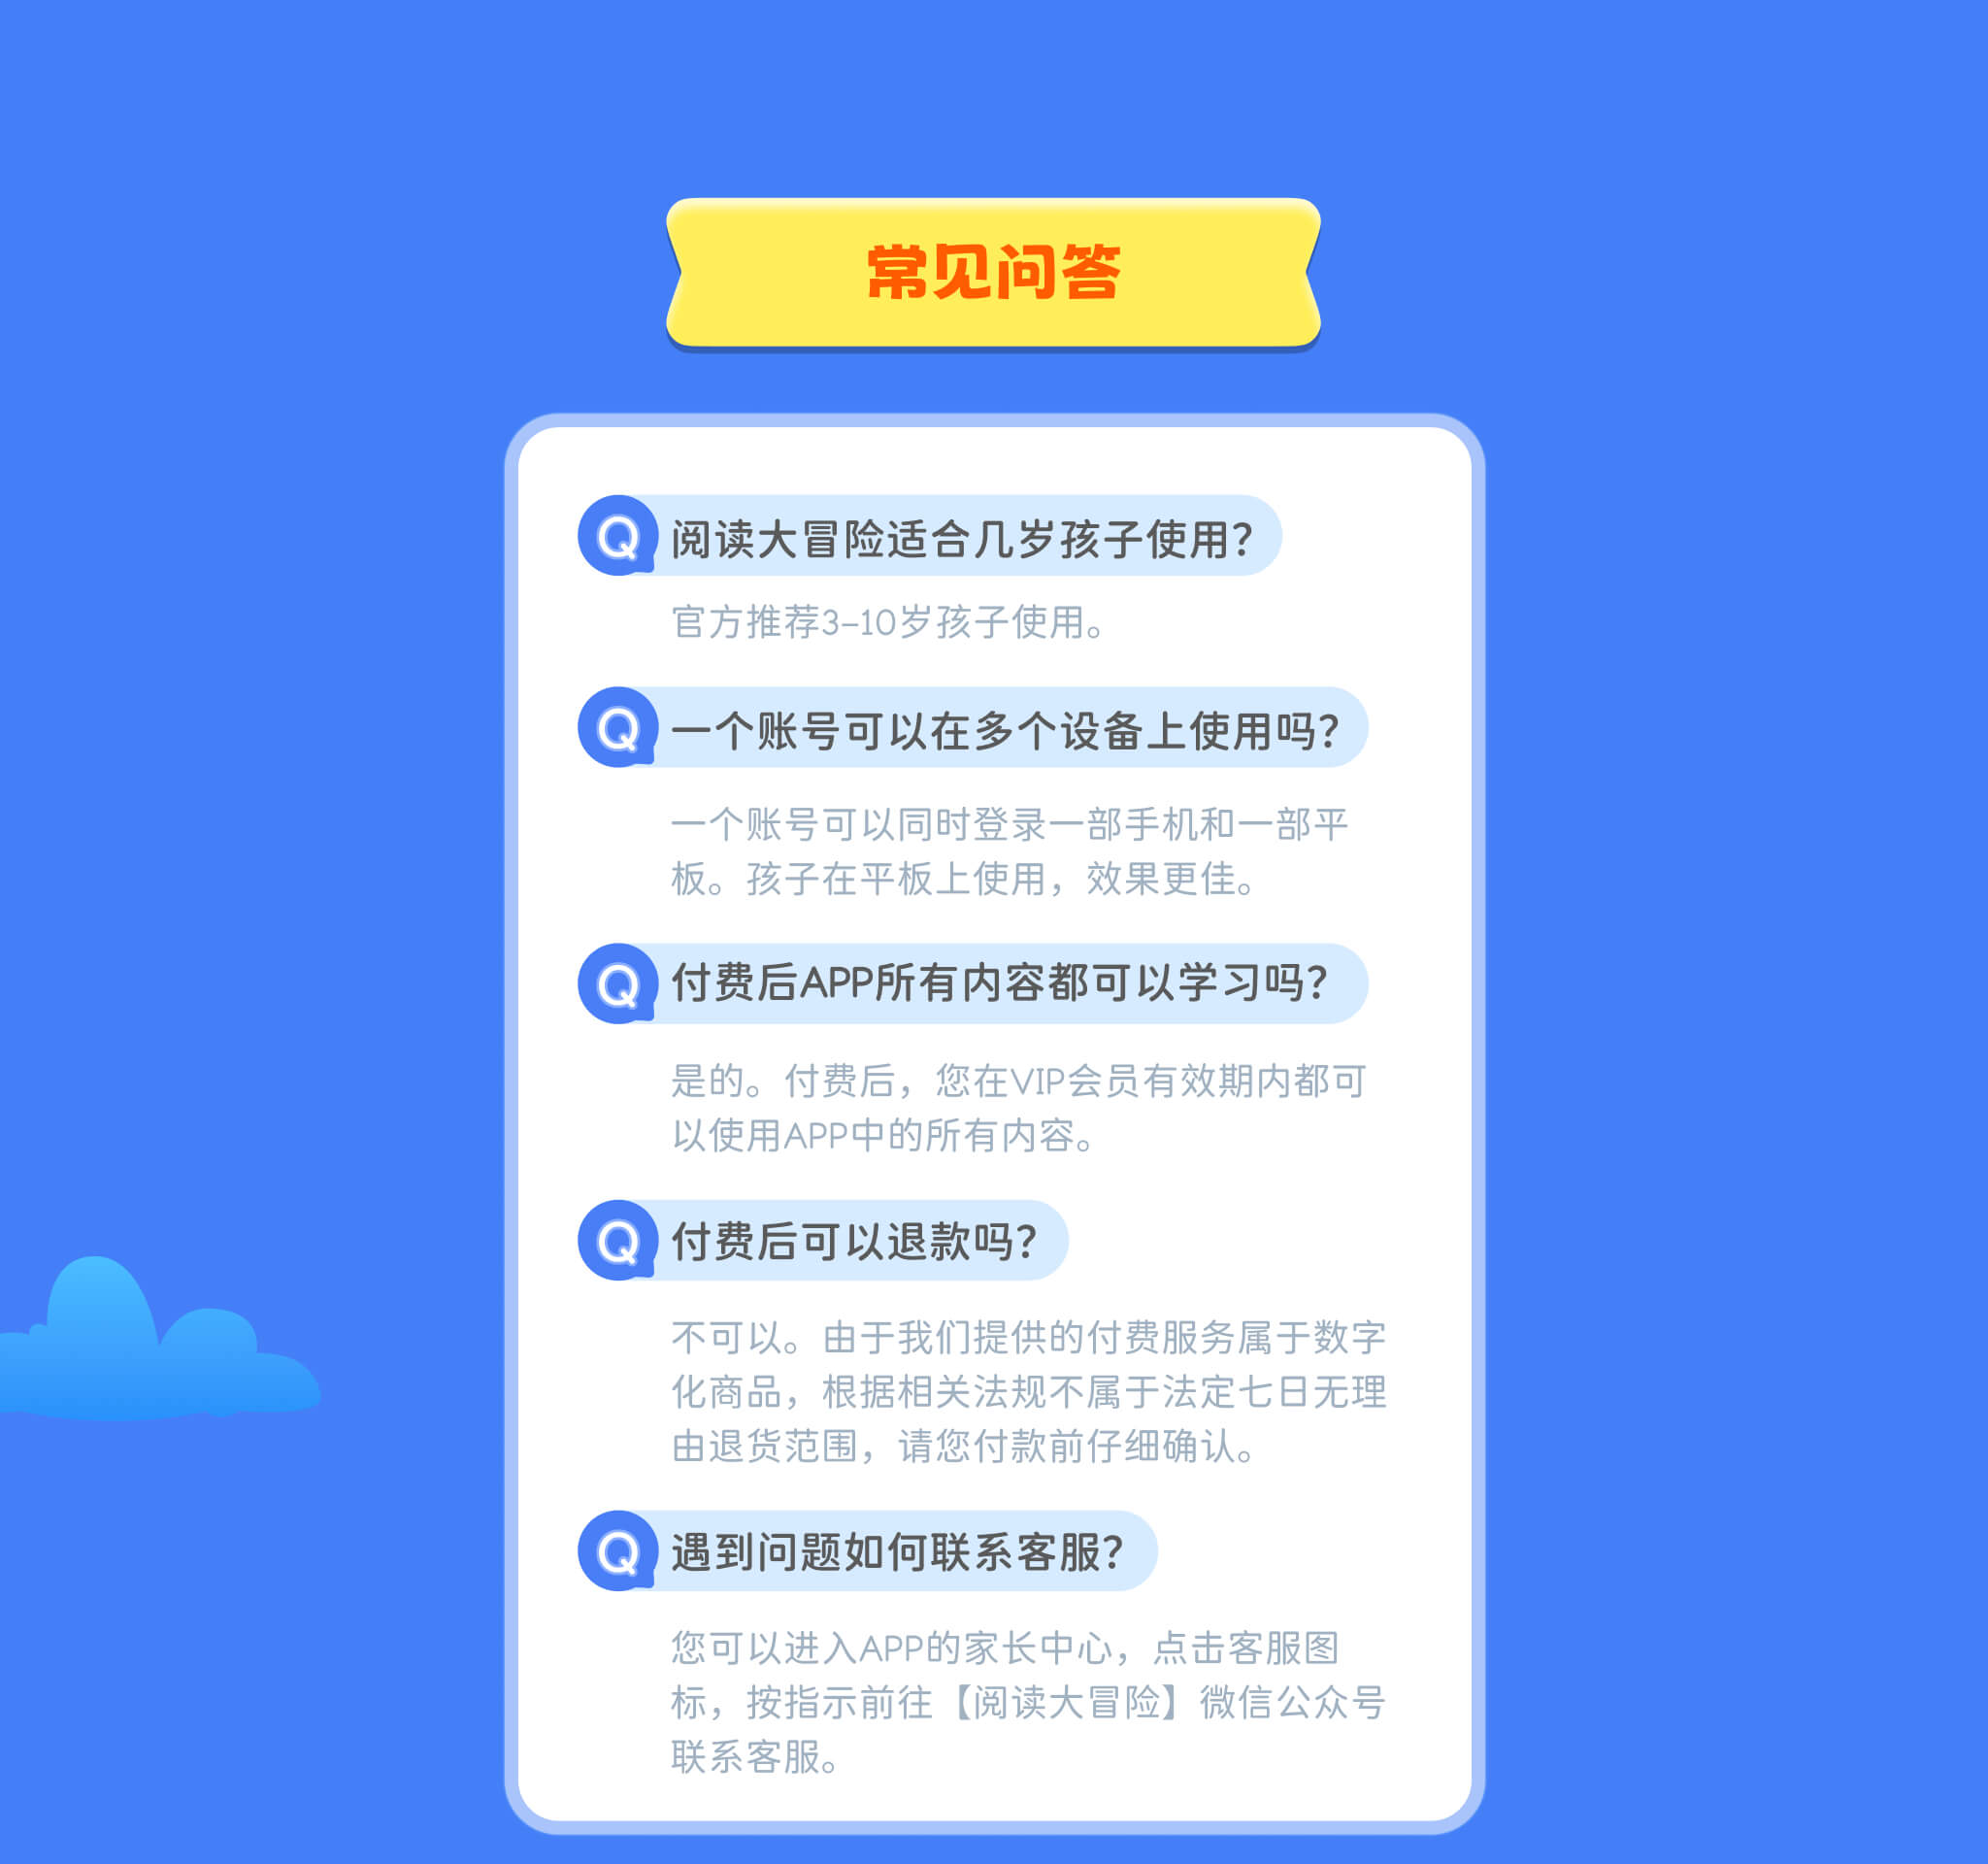 常见问答
Q 阅读大冒险适合几岁孩子使用？
官方推荐3-10岁孩子使用。
Q 一个账号可以在多个设备上使用吗？
一个账号可以同时登录一部手机和一部平
板。孩子在平板上使用，效果更佳。
Q 付费后APP所有内容都可以学习吗？
是的。付费后，您在VIP会员有效期内都可
以使用APP中的所有内容。
Q 付费后可以退款吗？
不可以。由于我们提供的付费服务属于数字
化商品，根据相关法规不属于法定七日无理
由退货范围，请您付款前仔细确认。
Q 遇到问题如何联系客服？
您可以进入APP的家长中心，点击客服图
标，按指示前往【阅读大冒险】微信公众号
联系客服。